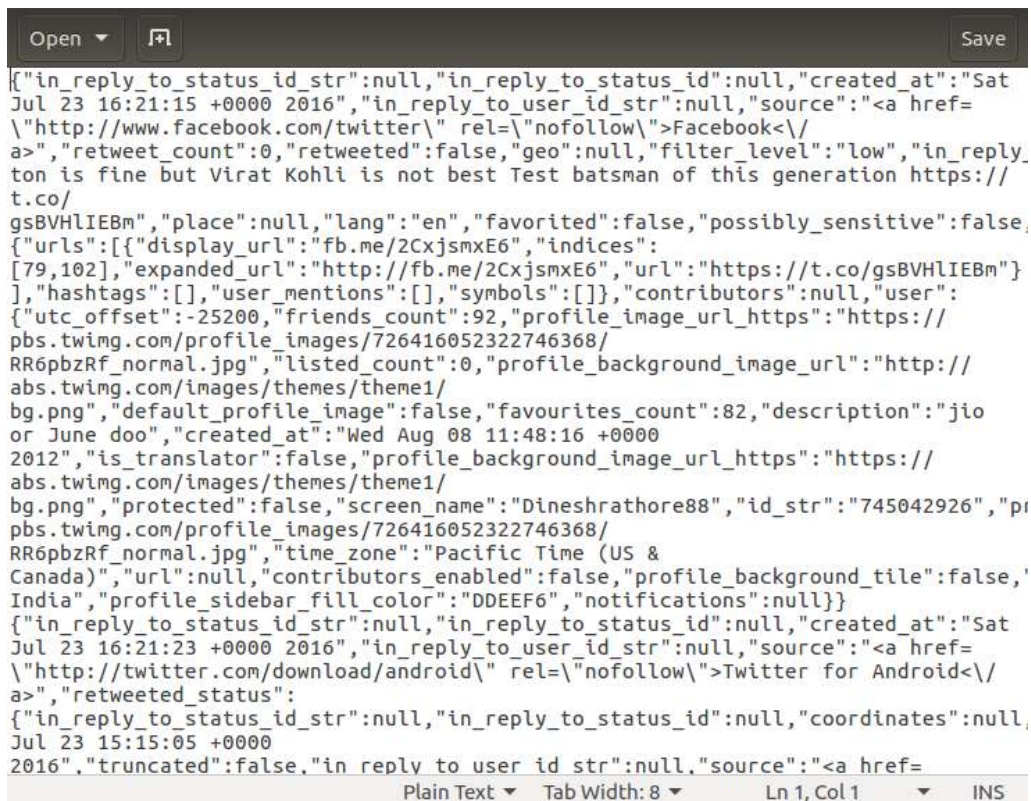 Open
Save
{"in_reply_to_status_id_str":null,"in_reply_to_status_id":null,"created_at":"Sat
Jul 23 16:21:15 +0000 2016","in_reply_to_user_id_str":null,"source":"<a href=
\"http://www.facebook.com/twitter\" rel=\"nofollow\">Facebook<\/
a>","retweet_count":0,"retweeted":false,"geo":null,"filter_level":"low","in_reply_
ton is fine but Virat Kohli is not best Test batsman of this generation https://
t.co/
gsBVHlIEBm","place":null,"lang":"en","favorited":false,"possibly_sensitive":false,
{"urls":[{"display_url":"fb.me/2CxjsmxE6","indices":
[79,102],"expanded_url":"http://fb.me/2CxjsmxE6","url":"https://t.co/gsBVHlIEBm"}
],"hashtags":[],"user_mentions":[],"symbols":[]},"contributors":null,"user":
{"utc_offset":-25200,"friends_count":92,"profile_image_url_https":"https://
pbs.twimg.com/profile_images/726416052322746368/
RR6pbzRf_normal.jpg","listed_count":0,"profile_background_image_url":"http://
abs.twimg.com/images/themes/theme1/
bg.png","default_profile_image":false,"favourites_count":82,"description":"jio
or June doo","created_at":"Wed Aug 08 11:48:16 +0000
2012","is_translator":false,"profile_background_image_url_https":"https://
abs.twimg.com/images/themes/theme1/
bg.png","protected":false,"screen_name":"Dineshrathore88","id_str":"745042926","pr
pbs.twimg.com/profile_images/726416052322746368/
RR6pbzRf_normal.jpg","time_zone":"Pacific Time (US &
Canada)","url":null,"contributors_enabled":false,"profile_background_tile":false,"
India","profile_sidebar_fill_color":"DDEEF6","notifications":null}}
{"in_reply_to_status_id_str":null,"in_reply_to_status_id":null,"created_at":"Sat
Jul 23 16:21:23 +0000 2016","in_reply_to_user_id_str":null,"source":"<a href=
\"http://twitter.com/download/android\" rel=\"nofollow\">Twitter for Android<\/
a>","retweeted_status":
{"in_reply_to_status_id_str":null,"in_reply_to_status_id":null,"coordinates":null,
Jul 23 15:15:05 +0000
2016","truncated":false,"in_reply_to_user_id_str":null,"source":"<a href=
Plain Text Tab Width: 8 Ln 1, Col 1 INS